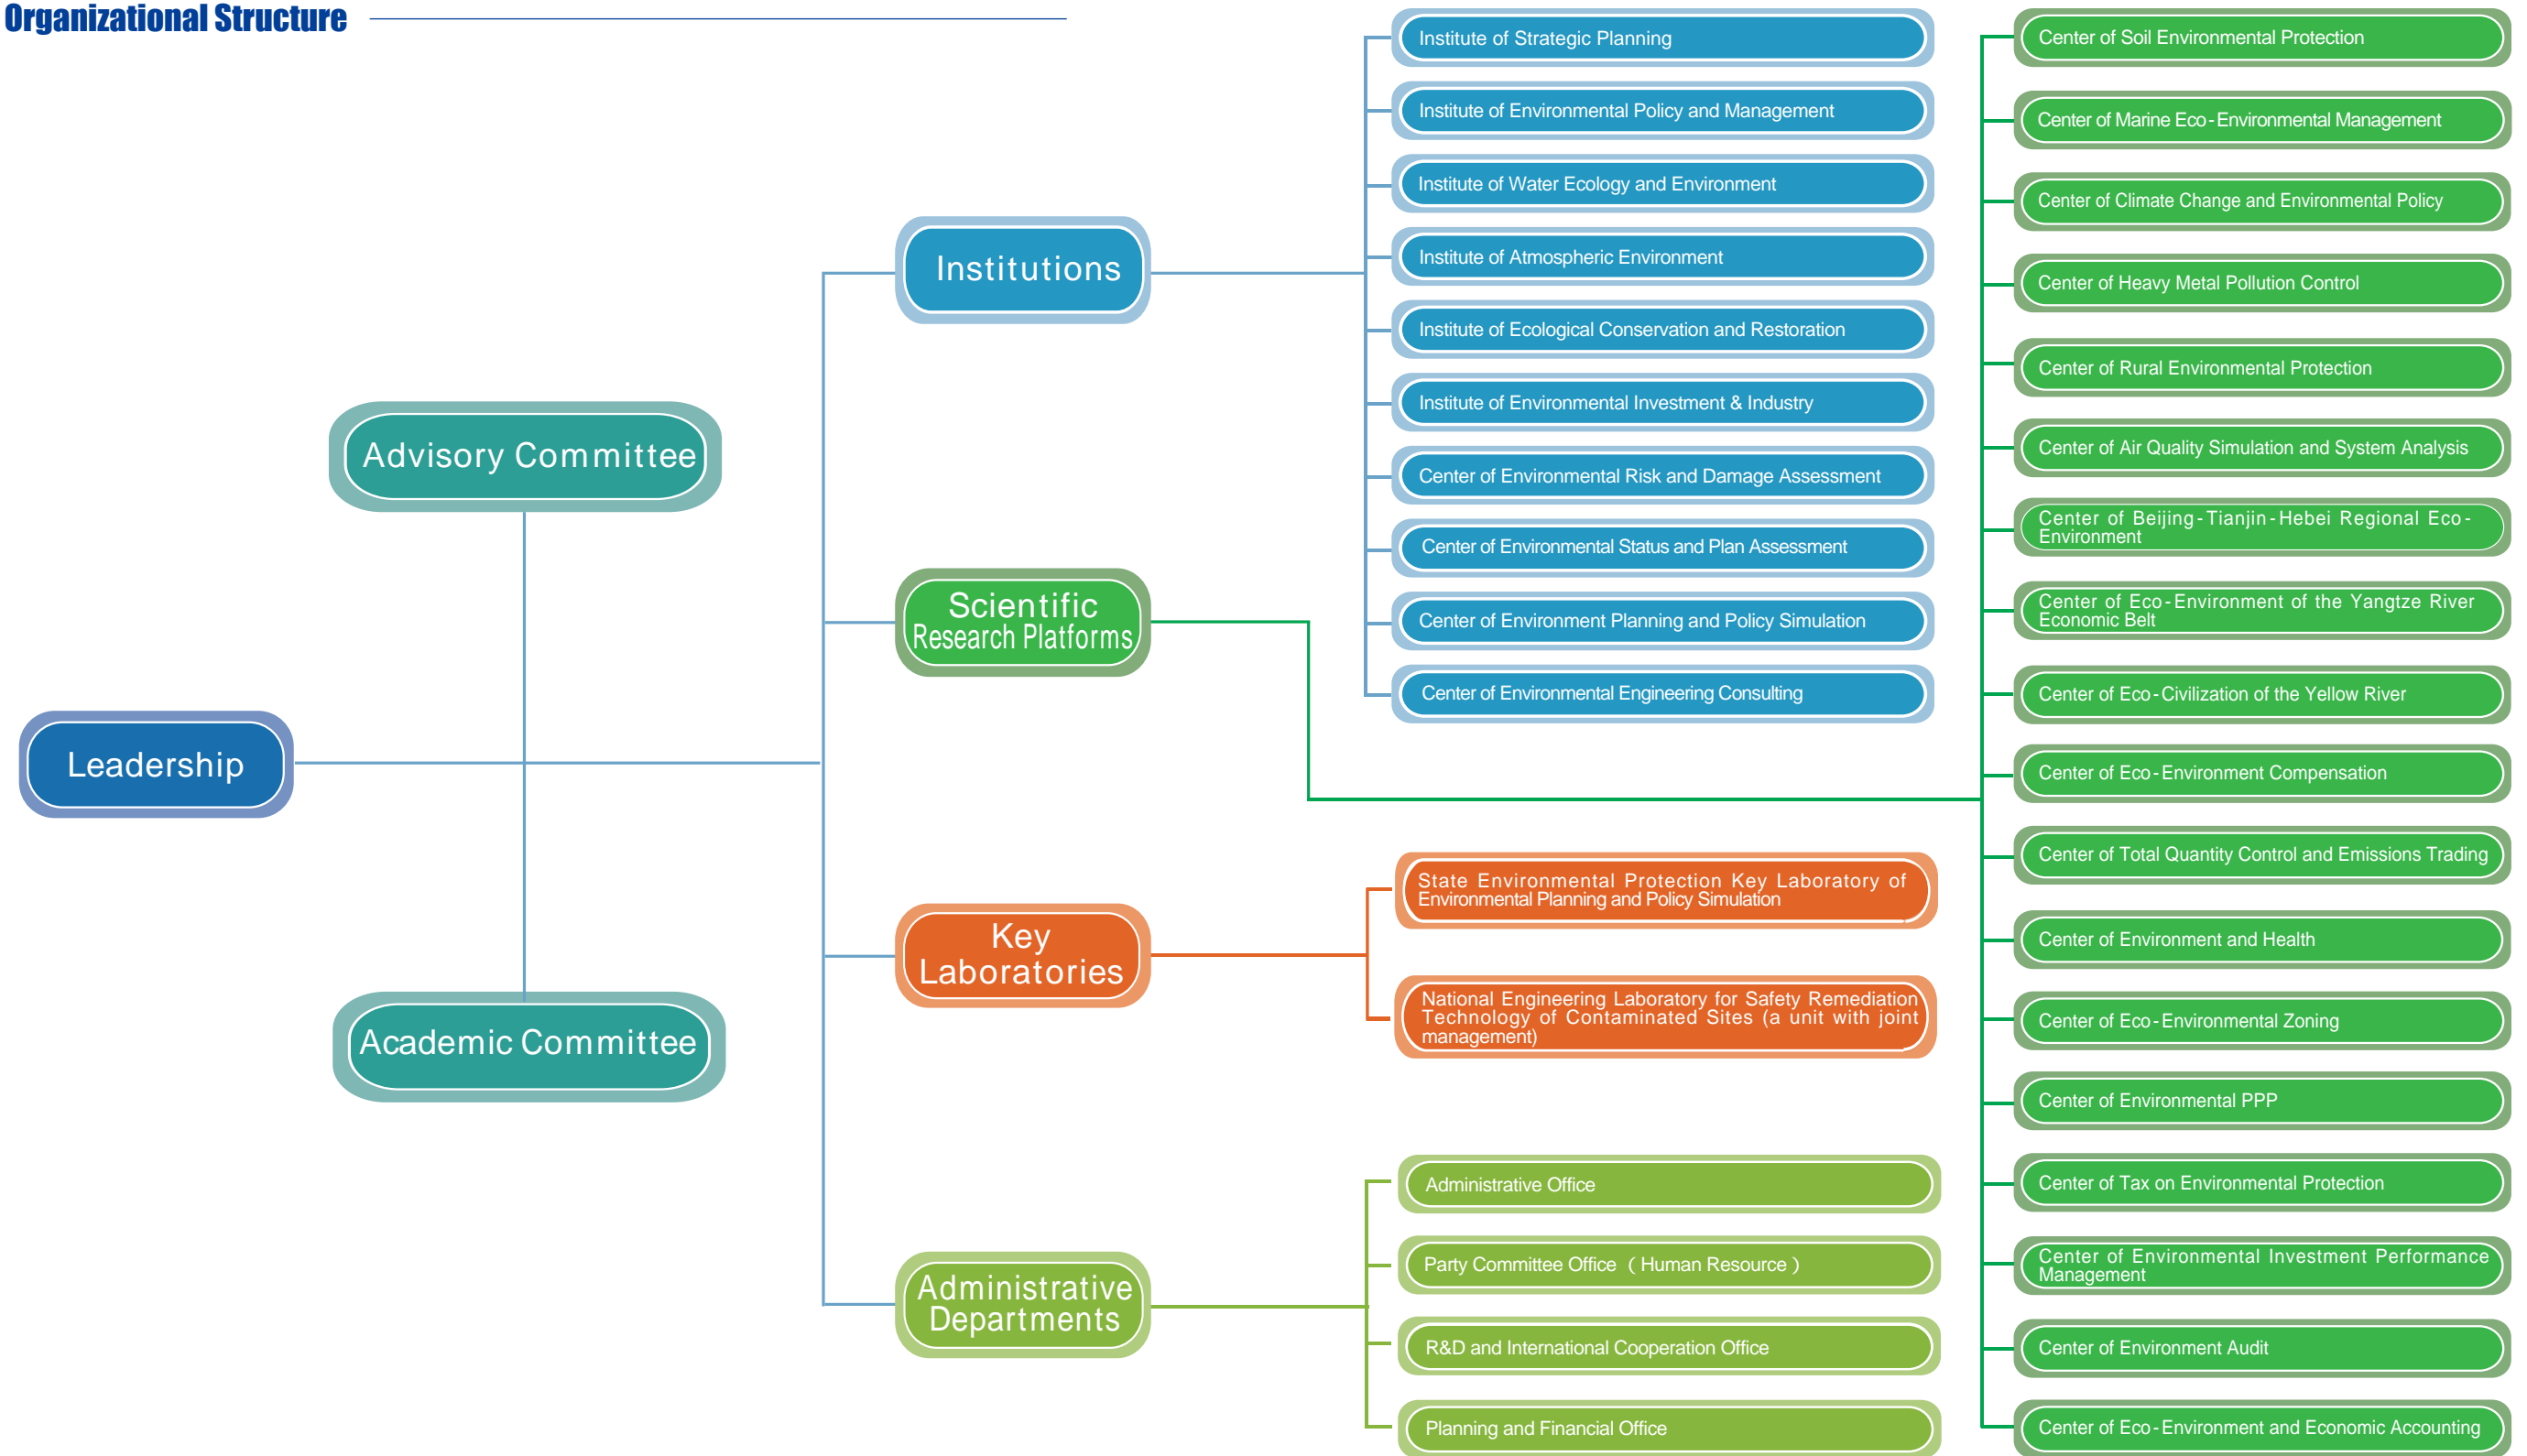 Organizational Structure
Leadership
Advisory Committee
Academic Committee
Institutions
Scientific
Research Platforms
Key
Laboratories
Administrative
Departments
Institute of Strategic Planning
Institute of Environmental Policy and Management
Institute of Water Ecology and Environment
Institute of Atmospheric Environment
Institute of Ecological Conservation and Restoration
Institute of Environmental Investment & Industry
Center of Environmental Risk and Damage Assessment
Center of Environmental Status and Plan Assessment
Center of Environment Planning and Policy Simulation
Center of Environmental Engineering Consulting
State Environmental Protection Key Laboratory of
Environmental Planning and Policy Simulation
National Engineering Laboratory for Safety Remediation
Technology of Contaminated Sites (a unit with joint
management)
Administrative Office
Party Committee Office （Human Resource）
R&D and International Cooperation Office
Planning and Financial Office
Center of Soil Environmental Protection
Center of Marine Eco-Environmental Management
Center of Climate Change and Environmental Policy
Center of Heavy Metal Pollution Control
Center of Rural Environmental Protection
Center of Air Quality Simulation and System Analysis
Center of Beijing-Tianjin-Hebei Regional Eco-
Environment
Center of Eco-Environment of the Yangtze River
Economic Belt
Center of Eco-Civilization of the Yellow River
Center of Eco-Environment Compensation
Center of Total Quantity Control and Emissions Trading
Center of Environment and Health
Center of Eco-Environmental Zoning
Center of Environmental PPP
Center of Tax on Environmental Protection
Center of Environmental Investment Performance
Management
Center of Environment Audit
Center of Eco-Environment and Economic Accounting